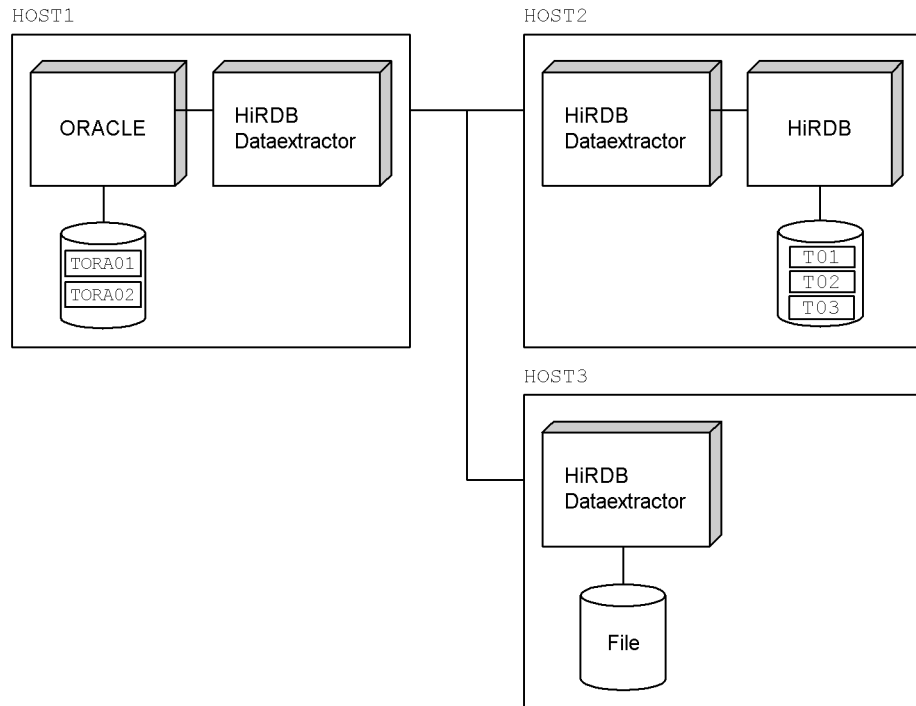 HOST1
ORACLE
HiRDB
Dataextractor
TORA01
TORA02
HOST2
HiRDB
Dataextractor
HiRDB
T01
T02
T03
HOST3
HiRDB
Dataextractor
File